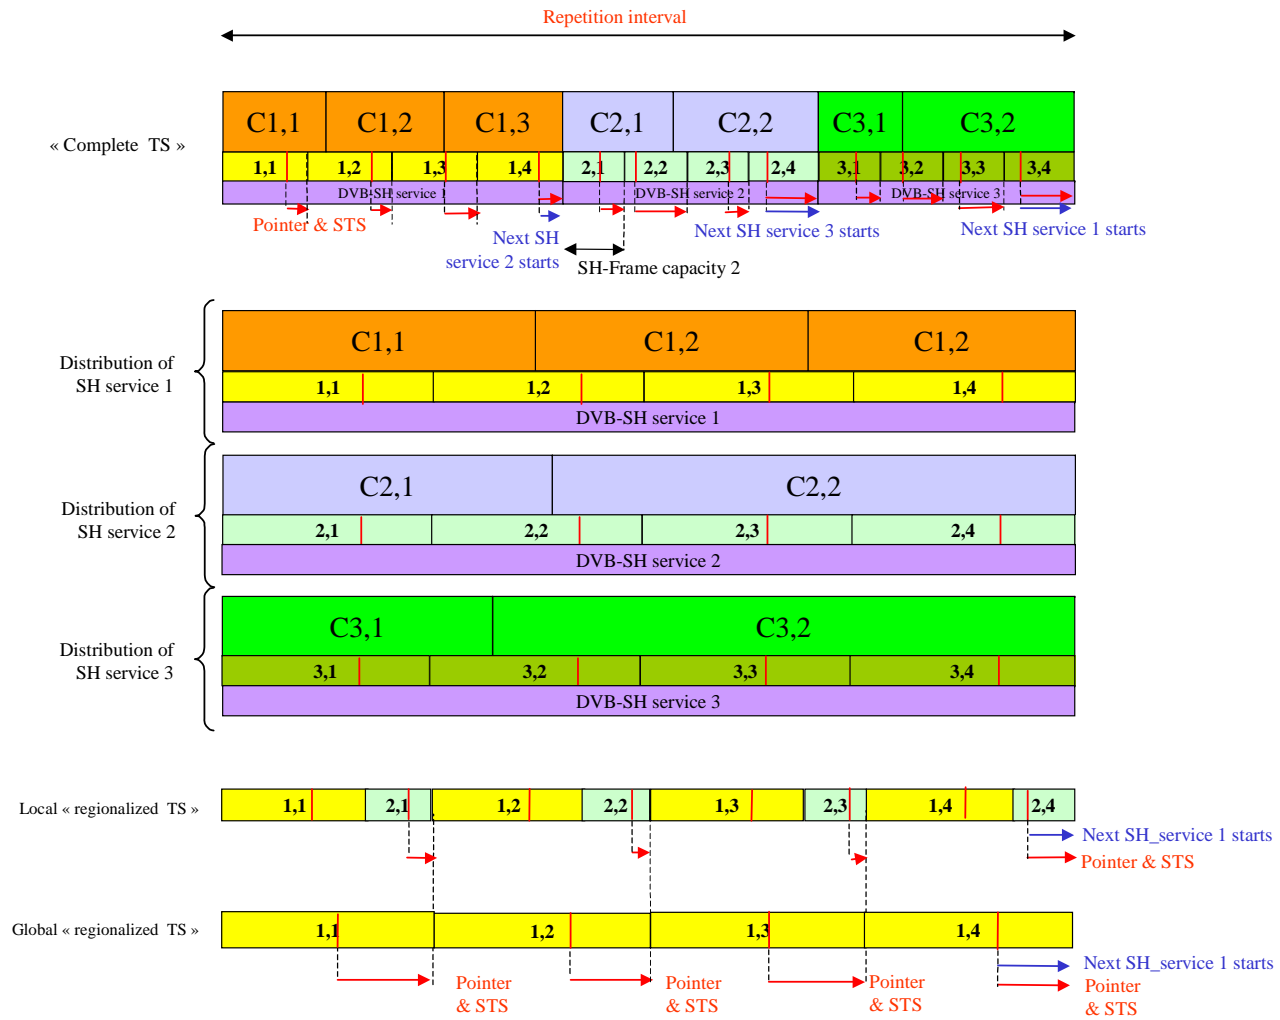 Repetition interval
C1,1 C1,2 C1,3 C2,1 C2,2 C3,1 C3,2
« Complete TS »
1,1 1,2 1,3 1,4 2,1 2,2 2,3 2,4 3,1 3,2 3,3 3,4
DVB-SH service 1 DVB-SH service 2 DVB-SH service 3
Pointer & STS
Next SH
service 2 starts
Next SH service 3 starts
Next SH service 1 starts
SH-Frame capacity 2
Distribution of
SH service 1
C1,1 C1,2 C1,2
1,1 1,2 1,3 1,4
DVB-SH service 1
Distribution of
SH service 2
C2,1 C2,2
2,1 2,2 2,3 2,4
DVB-SH service 2
Distribution of
SH service 3
C3,1 C3,2
3,1 3,2 3,3 3,4
DVB-SH service 3
Local « regionalized TS »
1,1 2,1 1,2 2,2 1,3 2,3 1,4 2,4
Next SH_service 1 starts
Pointer & STS
Global « regionalized TS »
1,1 1,2 1,3 1,4
Next SH_service 1 starts
Pointer
& STS
Pointer
& STS
Pointer
& STS
Pointer
& STS